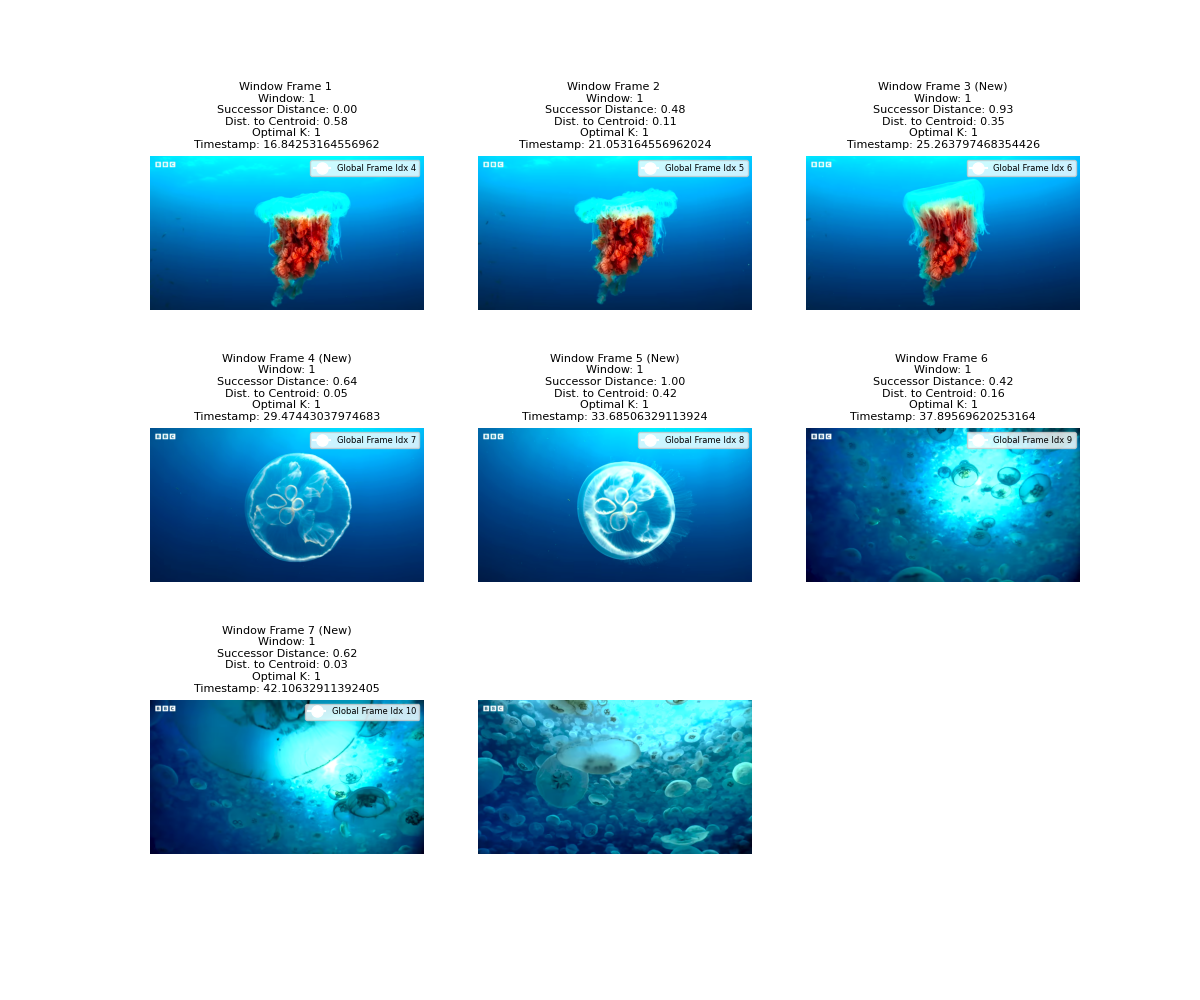 Window Frame 1
Window: 1
Successor Distance: 0.00
Dist. to Centroid: 0.58
Optimal K: 1
Timestamp: 16.84253164556962
BBC
Global Frame Idx 4
Window Frame 2
Window: 1
Successor Distance: 0.48
Dist. to Centroid: 0.11
Optimal K: 1
Timestamp: 21.053164556962024
BBC
Global Frame Idx 5
Window Frame 3 (New)
Window: 1
Successor Distance: 0.93
Dist. to Centroid: 0.35
Optimal K: 1
Timestamp: 25.263797468354426
BBC
Global Frame Idx 6
Window Frame 4 (New)
Window: 1
Successor Distance: 0.64
Dist. to Centroid: 0.05
Optimal K: 1
Timestamp: 29.47443037974683
BBC
Global Frame Idx 7
Window Frame 5 (New)
Window: 1
Successor Distance: 1.00
Dist. to Centroid: 0.42
Optimal K: 1
Timestamp: 33.68506329113924
BBC
Global Frame Idx 8
Window Frame 6
Window: 1
Successor Distance: 0.42
Dist. to Centroid: 0.16
Optimal K: 1
Timestamp: 37.89569620253164
BBC
Global Frame Idx 9
Window Frame 7 (New)
Window: 1
Successor Distance: 0.62
Dist. to Centroid: 0.03
Optimal K: 1
Timestamp: 42.10632911392405
BBC
Global Frame Idx 10
BBC